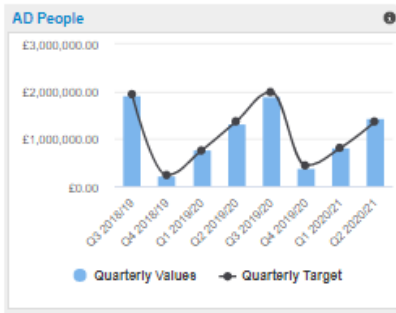 AD People
£3,000,000.00
£2,000,000.00
£1,000,000.00
£0.00
Q3 2018/19
Q4 2018/19
Q1 2019/20
Q2 2019/20
Q3 2019/20
Q4 2019/20
Q1 2020/21
Q2 2020/21
Quarterly Values
Quarterly Target